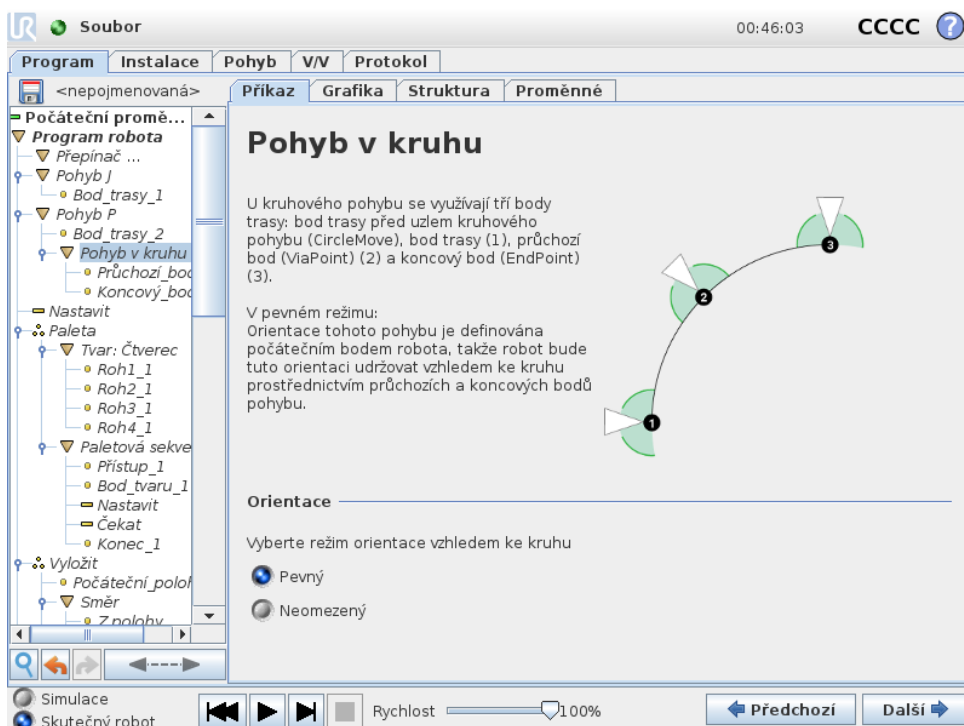 UR Soubor 00:46:03 CCCC ?
Program Instalace Pohyb V/V Protokol
<nepojmenovaná> Příkaz Grafika Struktura Proměnné
Počáteční promě...
Program robota
Přepínač ...
Pohyb J
Bod_trasy_1
Pohyb P
Bod_trasy_2
Pohyb v kruhu
Průchozí_bod
Koncový_bod
Nastavit
Paleta
Tvar: Čtverec
Roh1_1
Roh2_1
Roh3_1
Roh4_1
Paletová sekve
Přístup_1
Bod_tvaru_1
Nastavit
Čekat
Konec_1
Vyložit
Počáteční_poloh
Směr
Z polohy
Pohyb v kruhu
U kruhového pohybu se využívají tří body
trasy: bod trasy před uzlem kruhového
pohybu (CircleMove), bod trasy (1), průchozí
bod (ViaPoint) (2) a koncový bod (EndPoint)
(3).
V pevném režimu:
Orientace tohoto pohybu je definována
počátečním bodem robota, takže robot bude
tuto orientaci udržovat vzhledem ke kruhu
prostřednictvím průchozích a koncových bodů
pohybu.
3
2
1
Orientace
Vyberte režim orientace vzhledem ke kruhu
Pevný
Neomezený
Simulace
Skutečný robot
Rychlost 100%
Předchozí Další